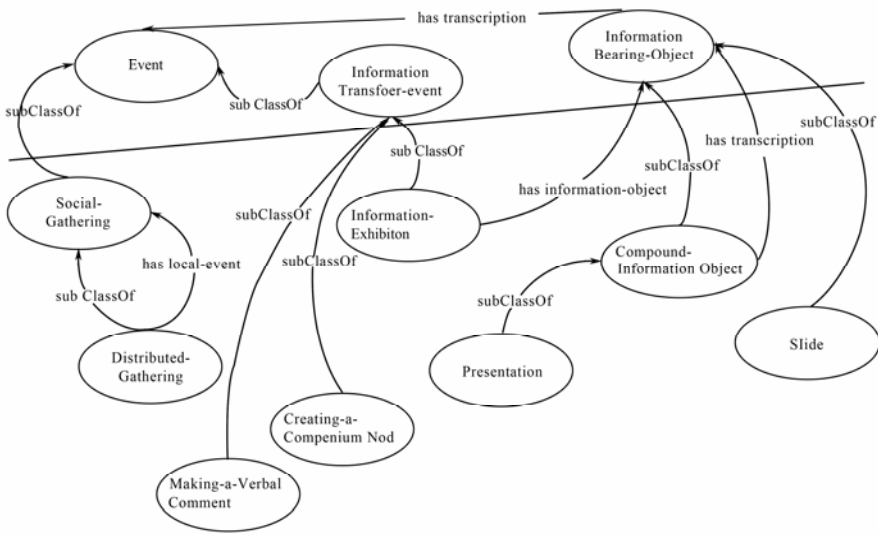 has transcription
Event
Information
Bearing-Object
Information
Transfoer-event
sub ClassOf
subClassOf
subClassOf
has transcription
sub ClassOf
subClassOf
has information-object
Social-
Gathering
subClassOf
Information-
Exhibiton
has local-event
subClassOf
Compound-
Information Object
sub ClassOf
subClassOf
Distributed-
Gathering
Presentation
SIide
Creating-a-
Compenium Nod
Making-a-Verbal
Comment